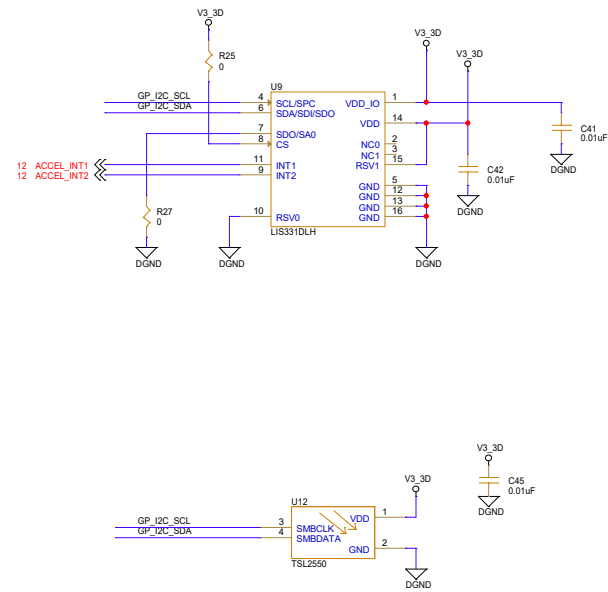 V3_3D
R25
0
V3_3D
V3_3D
U9
GP_I2C_SCL 4 SCL/SPC VDD_IO 1
GP_I2C_SDA 6 SDA/SDI/SDO
VDD 14
7 SDO/SA0
8 CS
NC0 2
NC1 3
12 ACCEL_INT1 11 INT1 RSV1 15
12 ACCEL_INT2 9 INT2
GND 5
GND 12
GND 13
10 RSV0 GND 16
LIS331DLH
C41
0.01uF
DGND
C42
0.01uF
DGND
R27
0
DGND
DGND
DGND
V3_3D
V3_3D
C45
0.01uF
DGND
U12
GP_I2C_SCL 3 SMBCLK VDD 1
GP_I2C_SDA 4 SMBDATA
GND 2
TSL2550
DGND